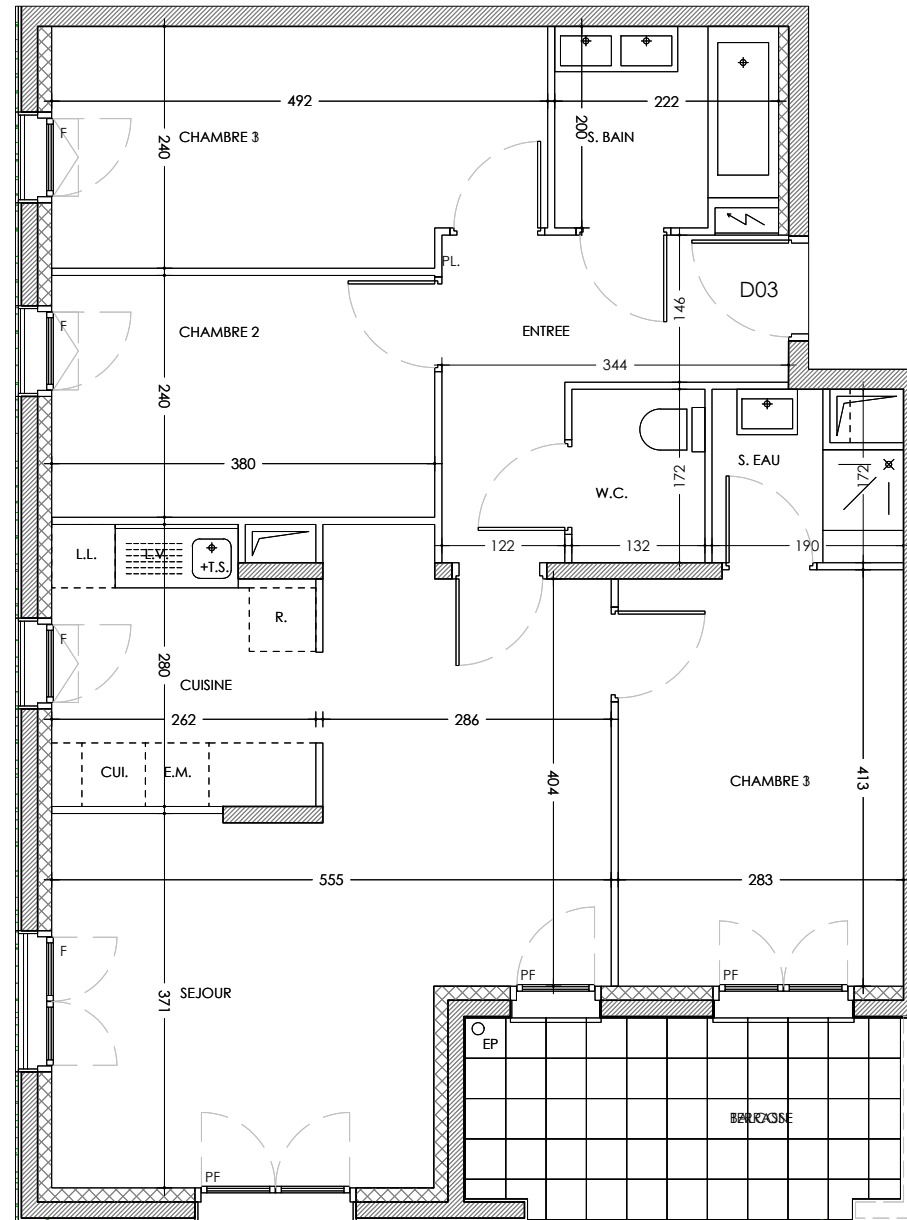 492
222
F
CHAMBRE 3
240
200
S. BAIN
PL.
D03
146
F
CHAMBRE 2
ENTREE
344
240
380
S. EAU
W.C.
172
172
122
132
190
L.L.
L.V.
+T.S.
R.
F
280
CUISINE
262
286
CUI.
E.M.
404
CHAMBRE 3
413
555
283
F
371
SEJOUR
PF
PF
EP
PF